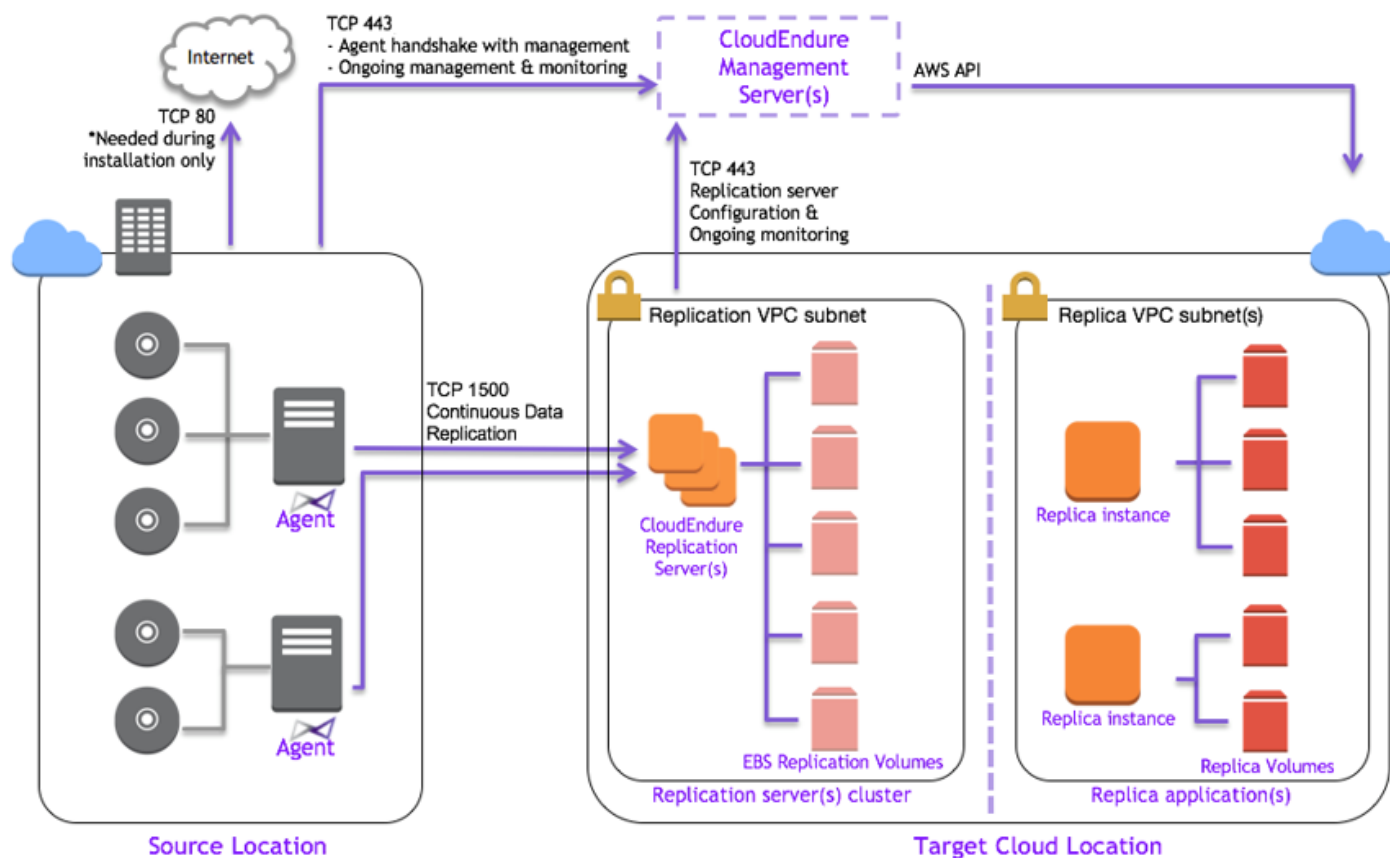 TCP 443
- Agent handshake with management
- Ongoing management & monitoring
Internet
CloudEndure
Management
Server(s)
AWS API
TCP 80
*Needed during
installation only
TCP 443
Replication server
Configuration &
Ongoing monitoring
Replication VPC subnet
Replica VPC subnet(s)
TCP 1500
Continuous Data
Replication
Agent
CloudEndure
Replication
Server(s)
Replica instance
Agent
Replica instance
EBS Replication Volumes
Replica Volumes
Replication server(s) cluster
Replica application(s)
Source Location
Target Cloud Location